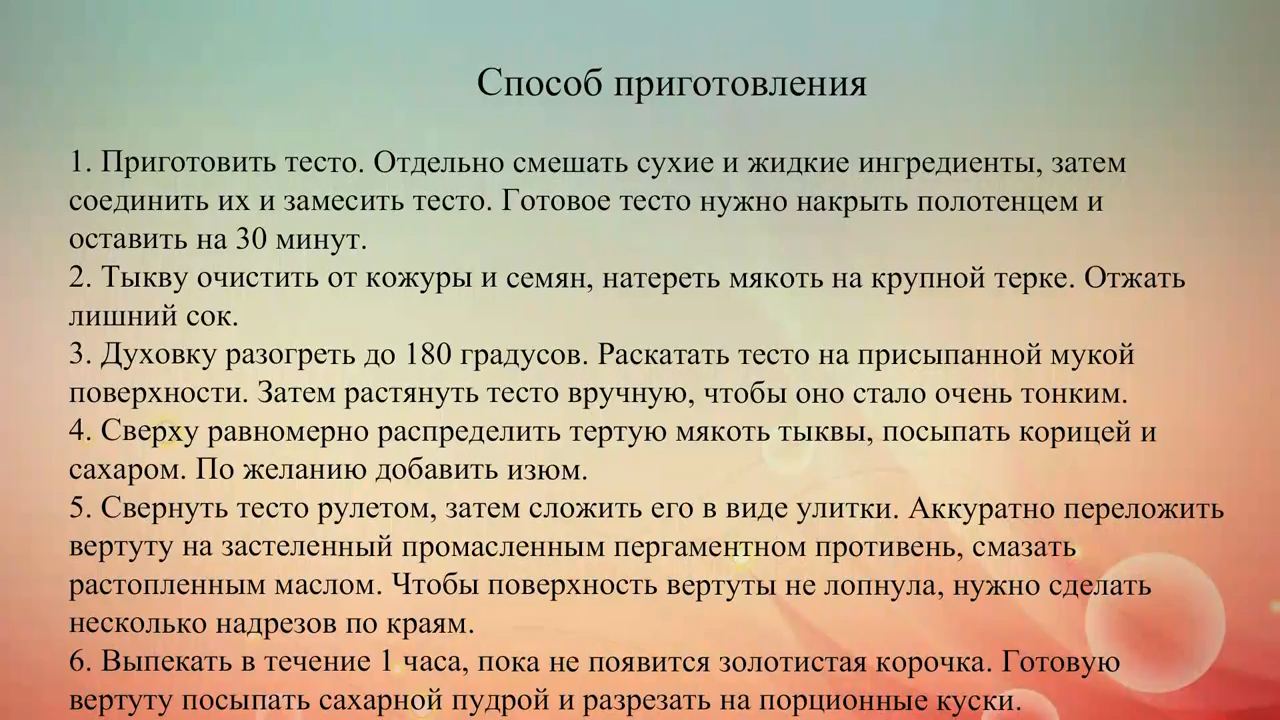 Способ приготовления
1. Приготовить тесто. Отдельно смешать сухие и жидкие ингредиенты, затем
соединить их и замесить тесто. Готовое тесто нужно накрыть полотенцем и
оставить на 30 минут.
2. Тыкву очистить от кожуры и семян, натереть мякоть на крупной терке. Отжать
лишний сок.
3. Духовку разогреть до 180 градусов. Раскатать тесто на присыпанной мукой
поверхности. Затем растянуть тесто вручную, чтобы оно стало очень тонким.
4. Сверху равномерно распределить тертую мякоть тыквы, посыпать корицей и
сахаром. По желанию добавить изюм.
5. Свернуть тесто рулетом, затем сложить его в виде улитки. Аккуратно переложить
вертуту на застеленный промасленным пергаментном противень, смазать
растопленным маслом. Чтобы поверхность вертуты не лопнула, нужно сделать
несколько надрезов по краям.
6. Выпекать в течение 1 часа, пока не появится золотистая корочка. Готовую
вертуту посыпать сахарной пудрой и разрезать на порционные куски.